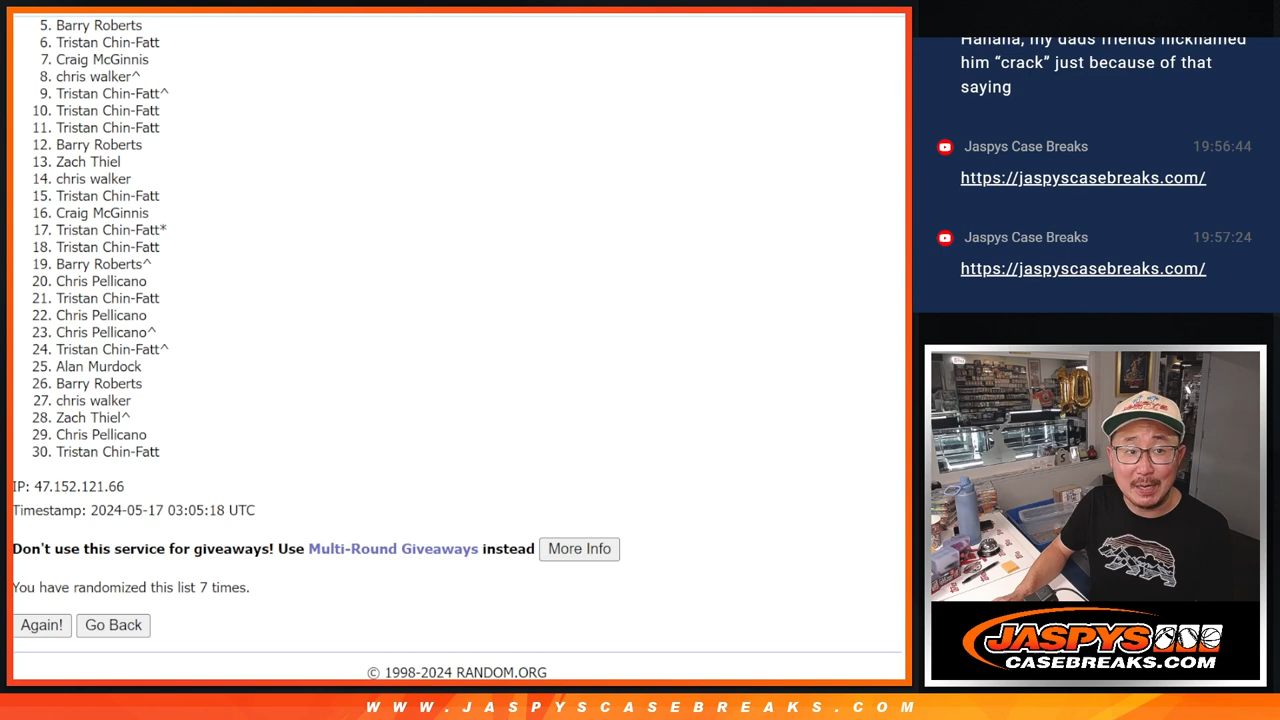 5. Barry Roberts
6. Tristan Chin-Fatt
7. Craig McGinnis
8. chris walker^
9. Tristan Chin-Fatt^
10. Tristan Chin-Fatt
11. Tristan Chin-Fatt
12. Barry Roberts
13. Zach Thiel
14. chris walker
15. Tristan Chin-Fatt
16. Craig McGinnis
17. Tristan Chin-Fatt*
18. Tristan Chin-Fatt
19. Barry Roberts^
20. Chris Pellicano
21. Tristan Chin-Fatt
22. Chris Pellicano
23. Chris Pellicano^
24. Tristan Chin-Fatt^
25. Alan Murdock
26. Barry Roberts
27. chris walker
28. Zach Thiel^
29. Chris Pellicano
30. Tristan Chin-Fatt
IP: 47.152.121.66
Timestamp: 2024-05-17 03:05:18 UTC
Don't use this service for giveaways! Use Multi-Round Giveaways instead More Info
You have randomized this list 7 times.
Again! Go Back
© 1998-2024 RANDOM.ORG
Hahaha, my dads friends nicknamed
him “crack” just because of that
saying
Jaspys Case Breaks 19:56:44
https://jaspyscasebreaks.com/
Jaspys Case Breaks 19:57:24
https://jaspyscasebreaks.com/
10
JASPYS
CASEBREAKS.COM
WWW.JASPYSCASEBREAKS.COM